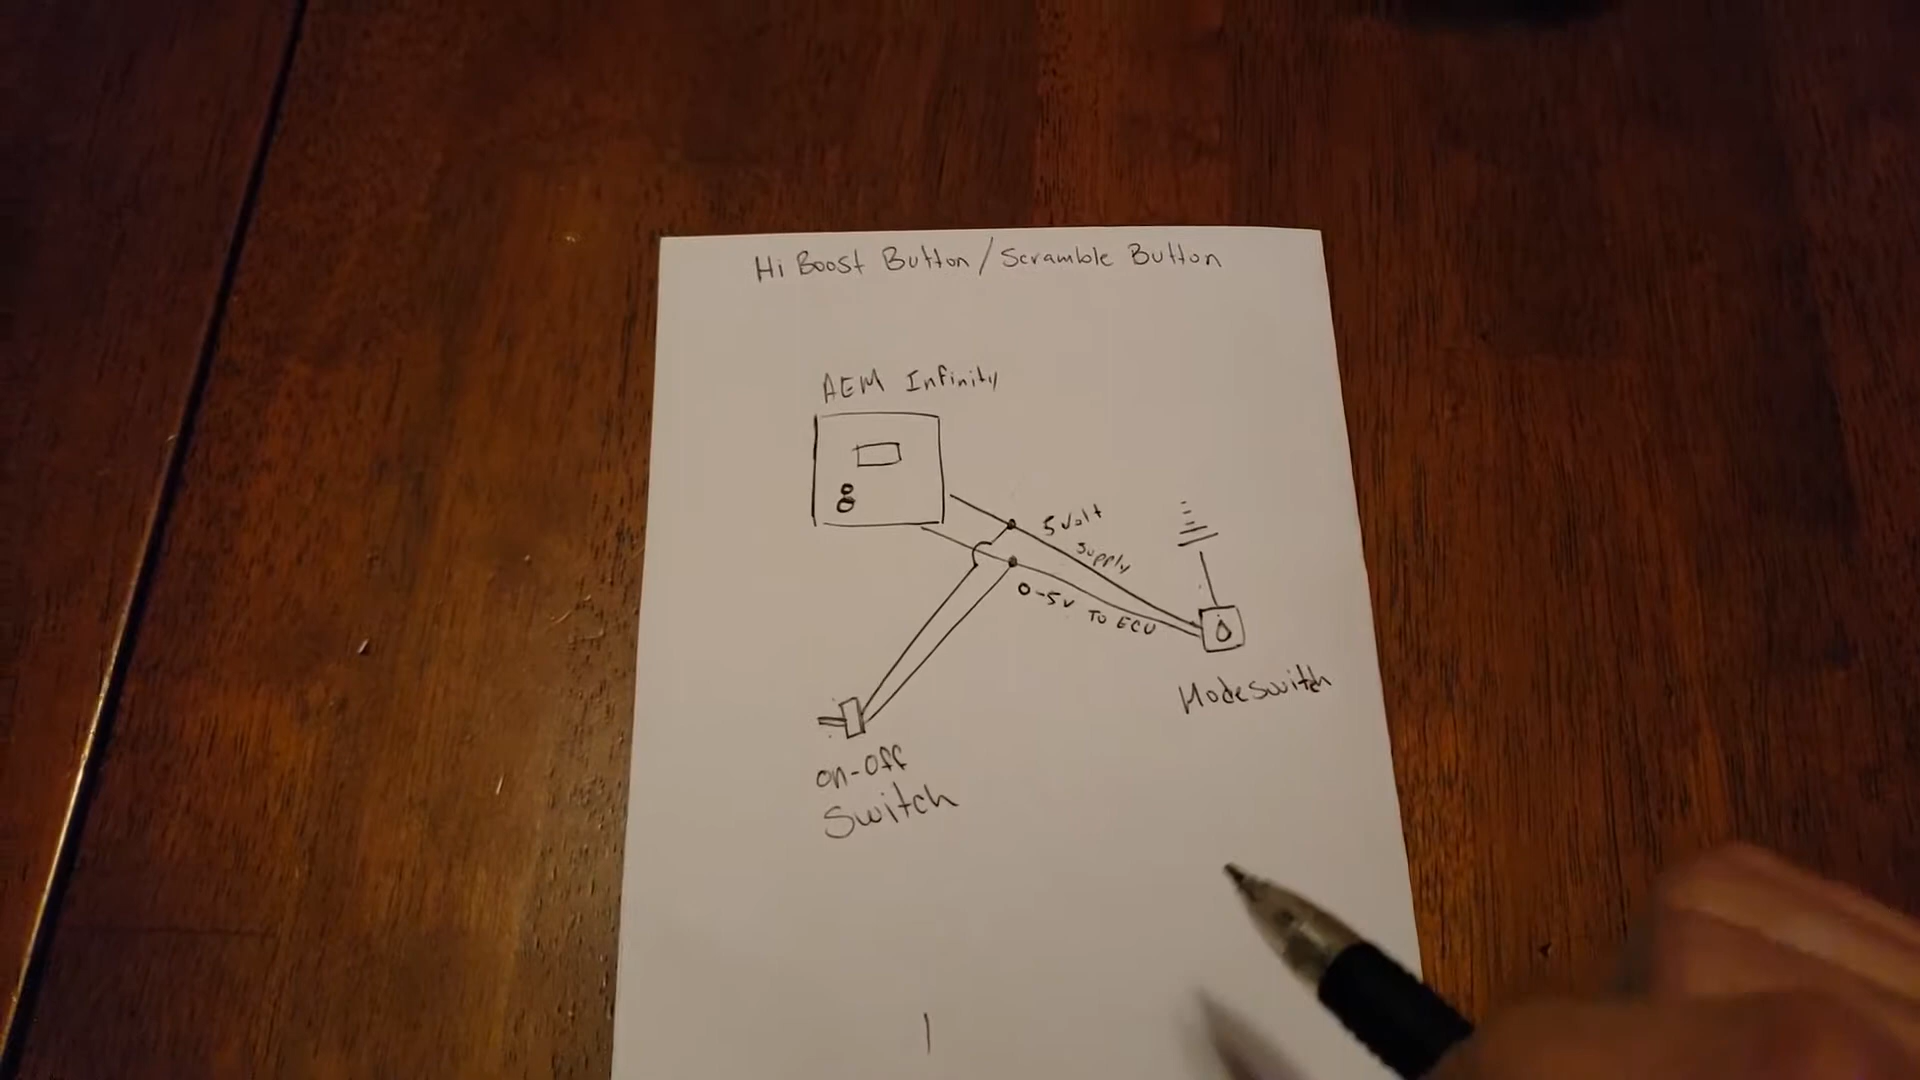 Hi Boost Button/Scramble Button
AEM Infinity
5 volt
supply
0-5v TO ECU
Modeswitch
on-off
Switch